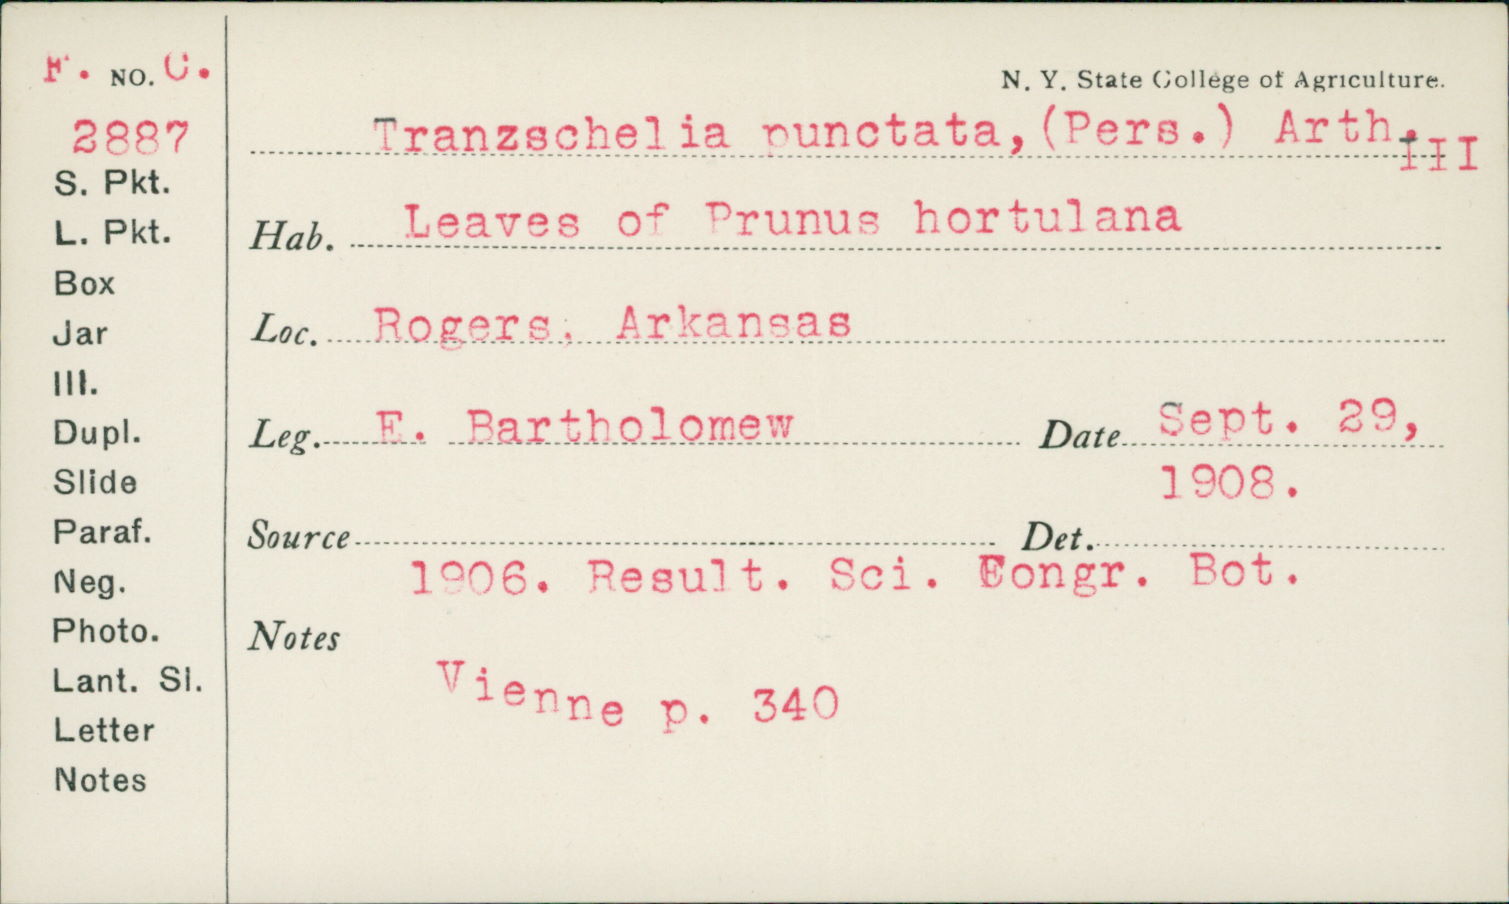 F. NO. C.
2887
S. Pkt.
L. Pkt.
Box
Jar
Ill.
Dupl.
Slide
Paraf.
Neg.
Photo.
Lant. Sl.
Letter
Notes
N. Y. State College of Agriculture.
Tranzschelia punctata, (Pers.) Arth. III
Hab. Leaves of Prunus hortulana
Loc. Rogers, Arkansas
Leg. E. Bartholomew Date Sept. 29,
1908.
Source Det.
1906. Result. Sci. Congr. Bot.
Notes
Vienne p. 340